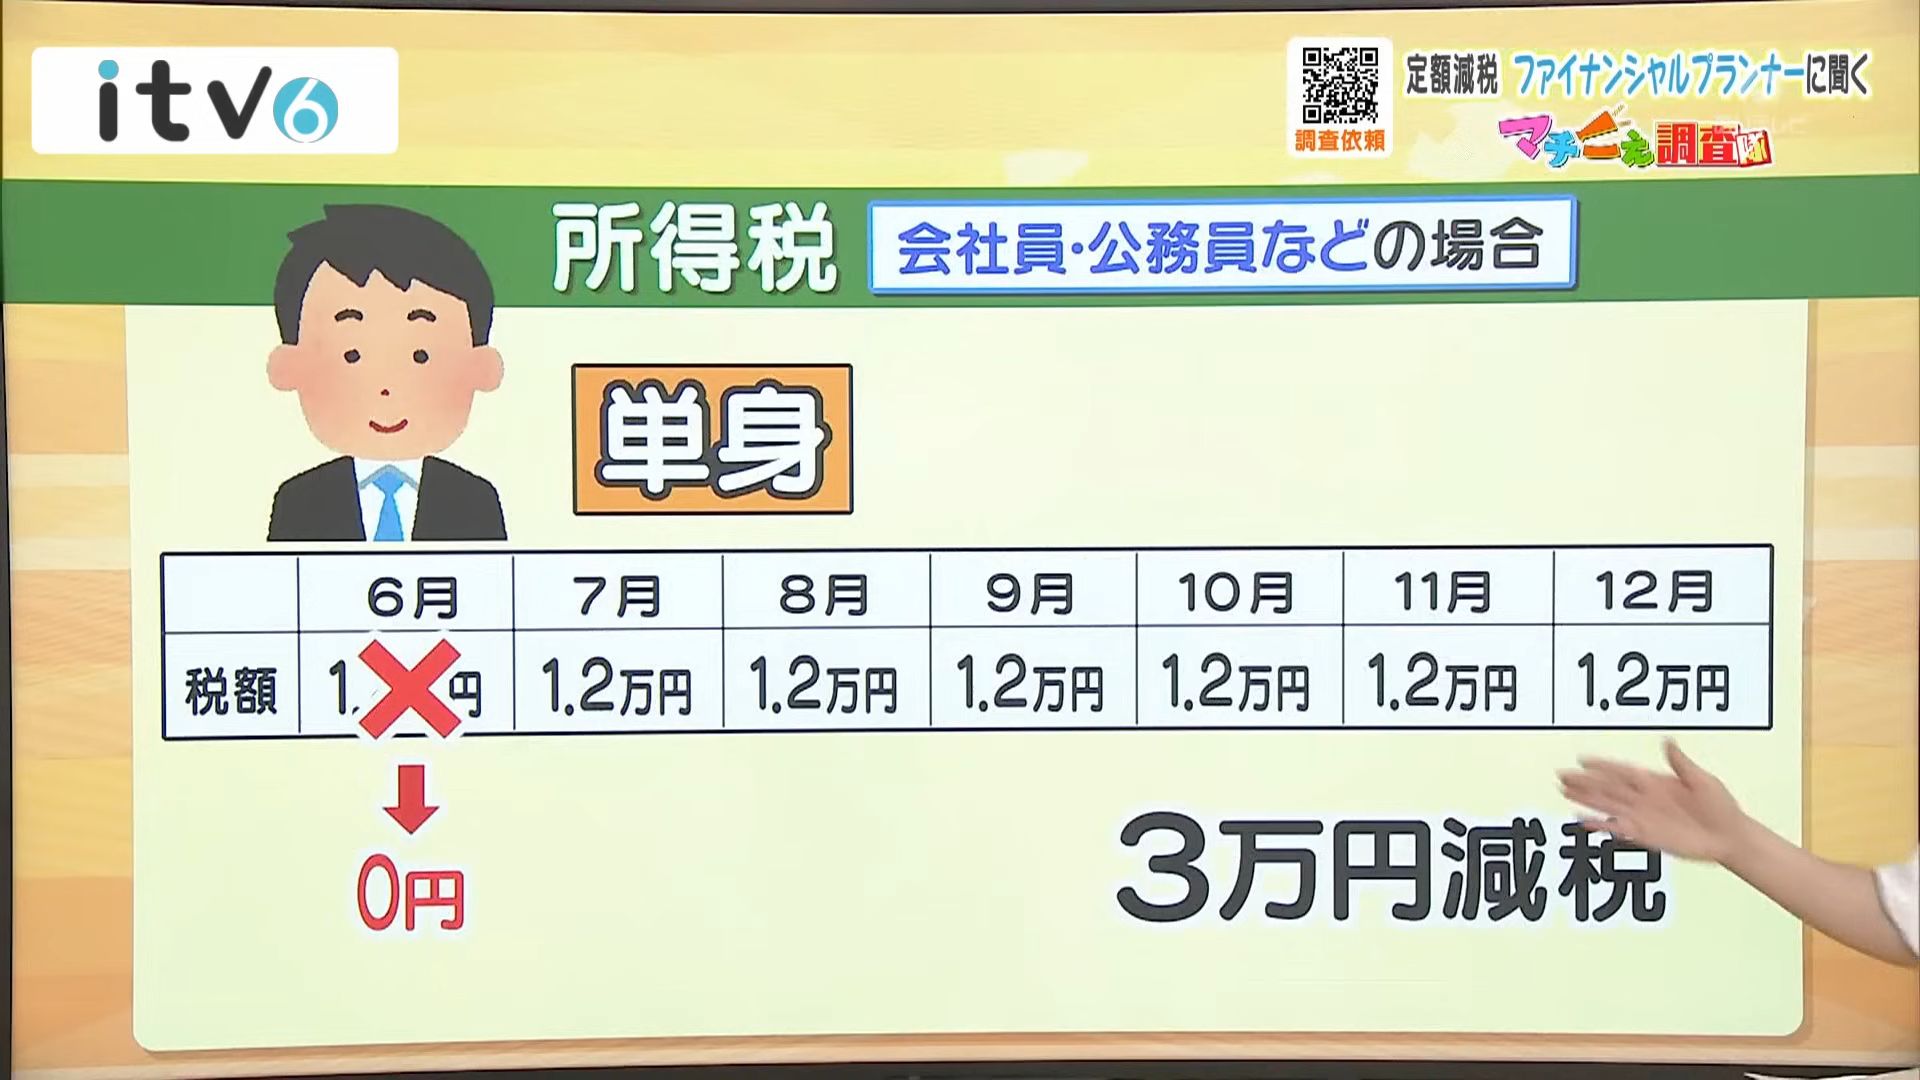 itv6
調査依頼
定額減税 ファイナンシャルプランナーに聞く
マチこえ調査隊
所得税 会社員・公務員などの場合
単身
6月 7月 8月 9月 10月 11月 12月
税額 1. 円 1.2万円 1.2万円 1.2万円 1.2万円 1.2万円 1.2万円
0円
3万円減税